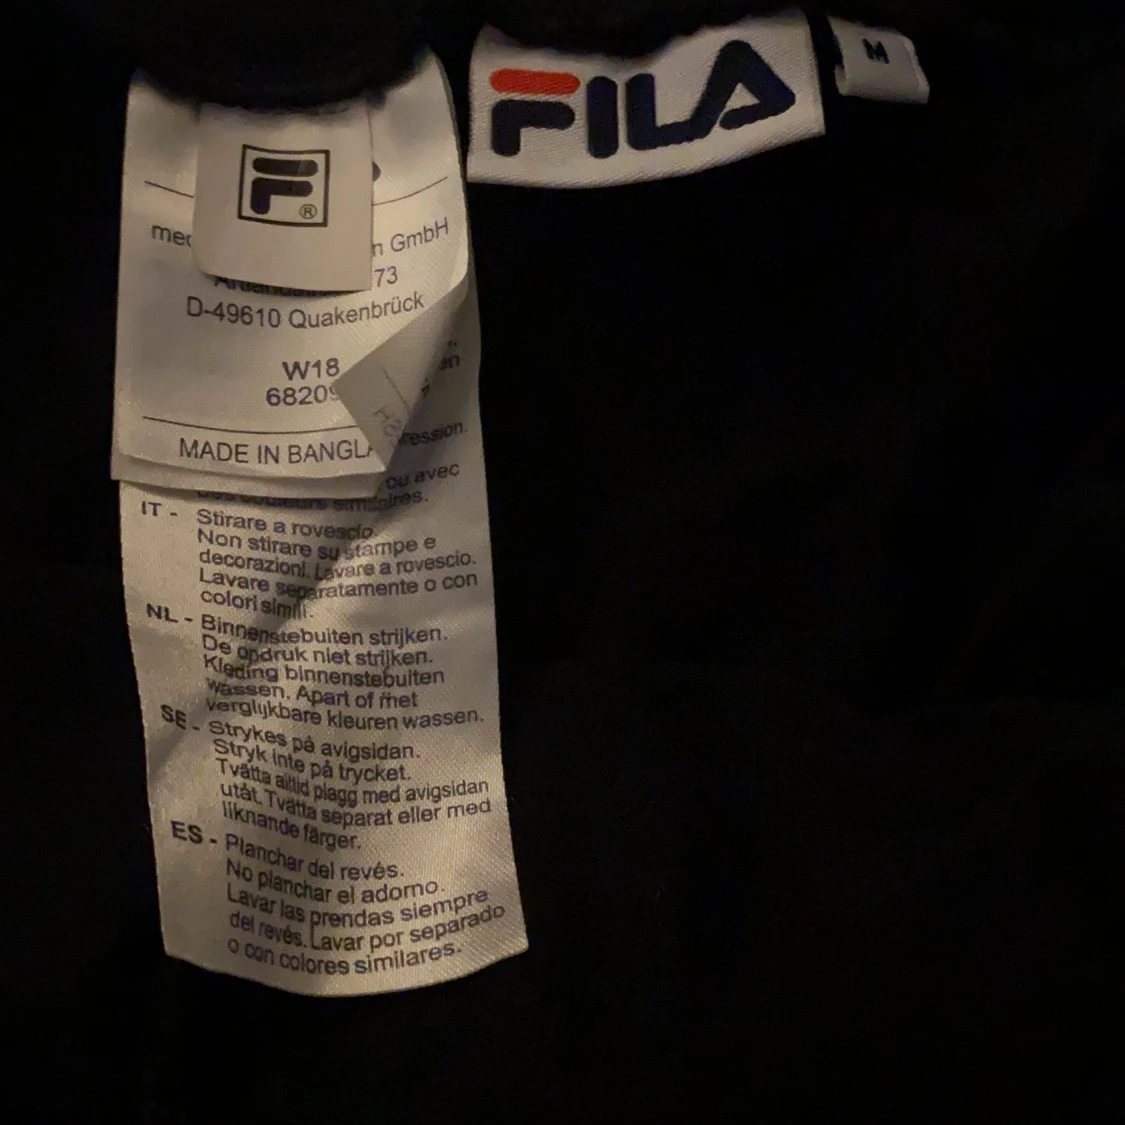 FILA
M
F®
n GmbH
73
D-49610 Quakenbrück
W18
6820
MADE IN BANGLA
ression.
ou avec
IT - Stirare a rovescio.
Non stirare su stampe e
decorazioni. Lavare a rovescio.
Lavare separatamente o con
colori simili.
NL - Binnenstebuiten strijken.
De opdruk niet strijken.
Kleding binnenstebuiten
wassen. Apart of met
verglijkbare kleuren wassen.
SE - Strykes på avigsidan.
Stryk inte på trycket.
Tvätta alltid plagg med avigsidan
utåt. Tvätta separat eller med
liknande färger.
ES - Planchar del revés.
No planchar el adorno.
Lavar las prendas siempre
del revés. Lavar por separado
o con colores similares.